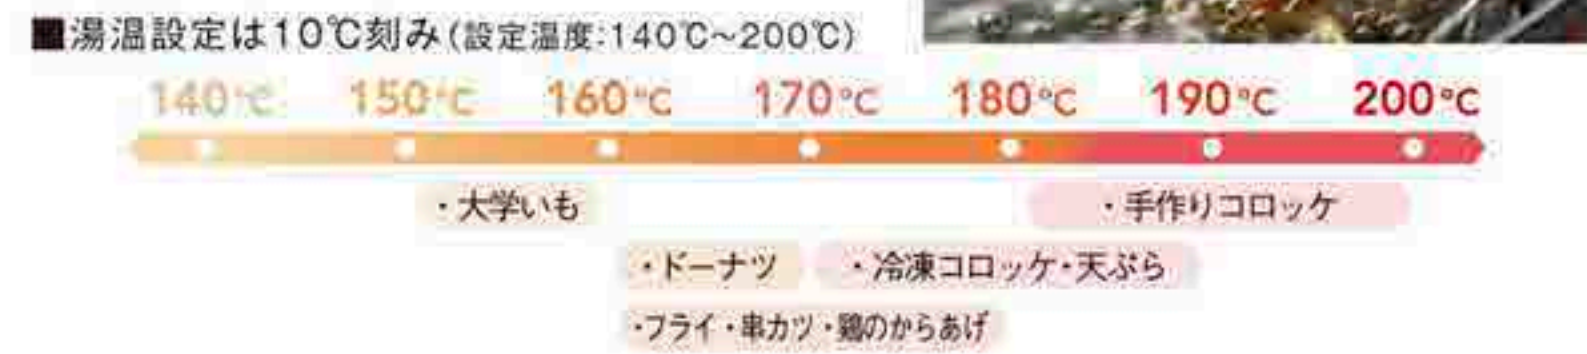 ■湯温設定は10℃刻み(設定温度:140℃~200℃)
140℃ 150℃ 160℃ 170℃ 180℃ 190℃ 200℃
・大学いも ・手作りコロッケ
・ドーナツ ・冷凍コロッケ・天ぷら
・フライ・串カツ・鶏のからあげ